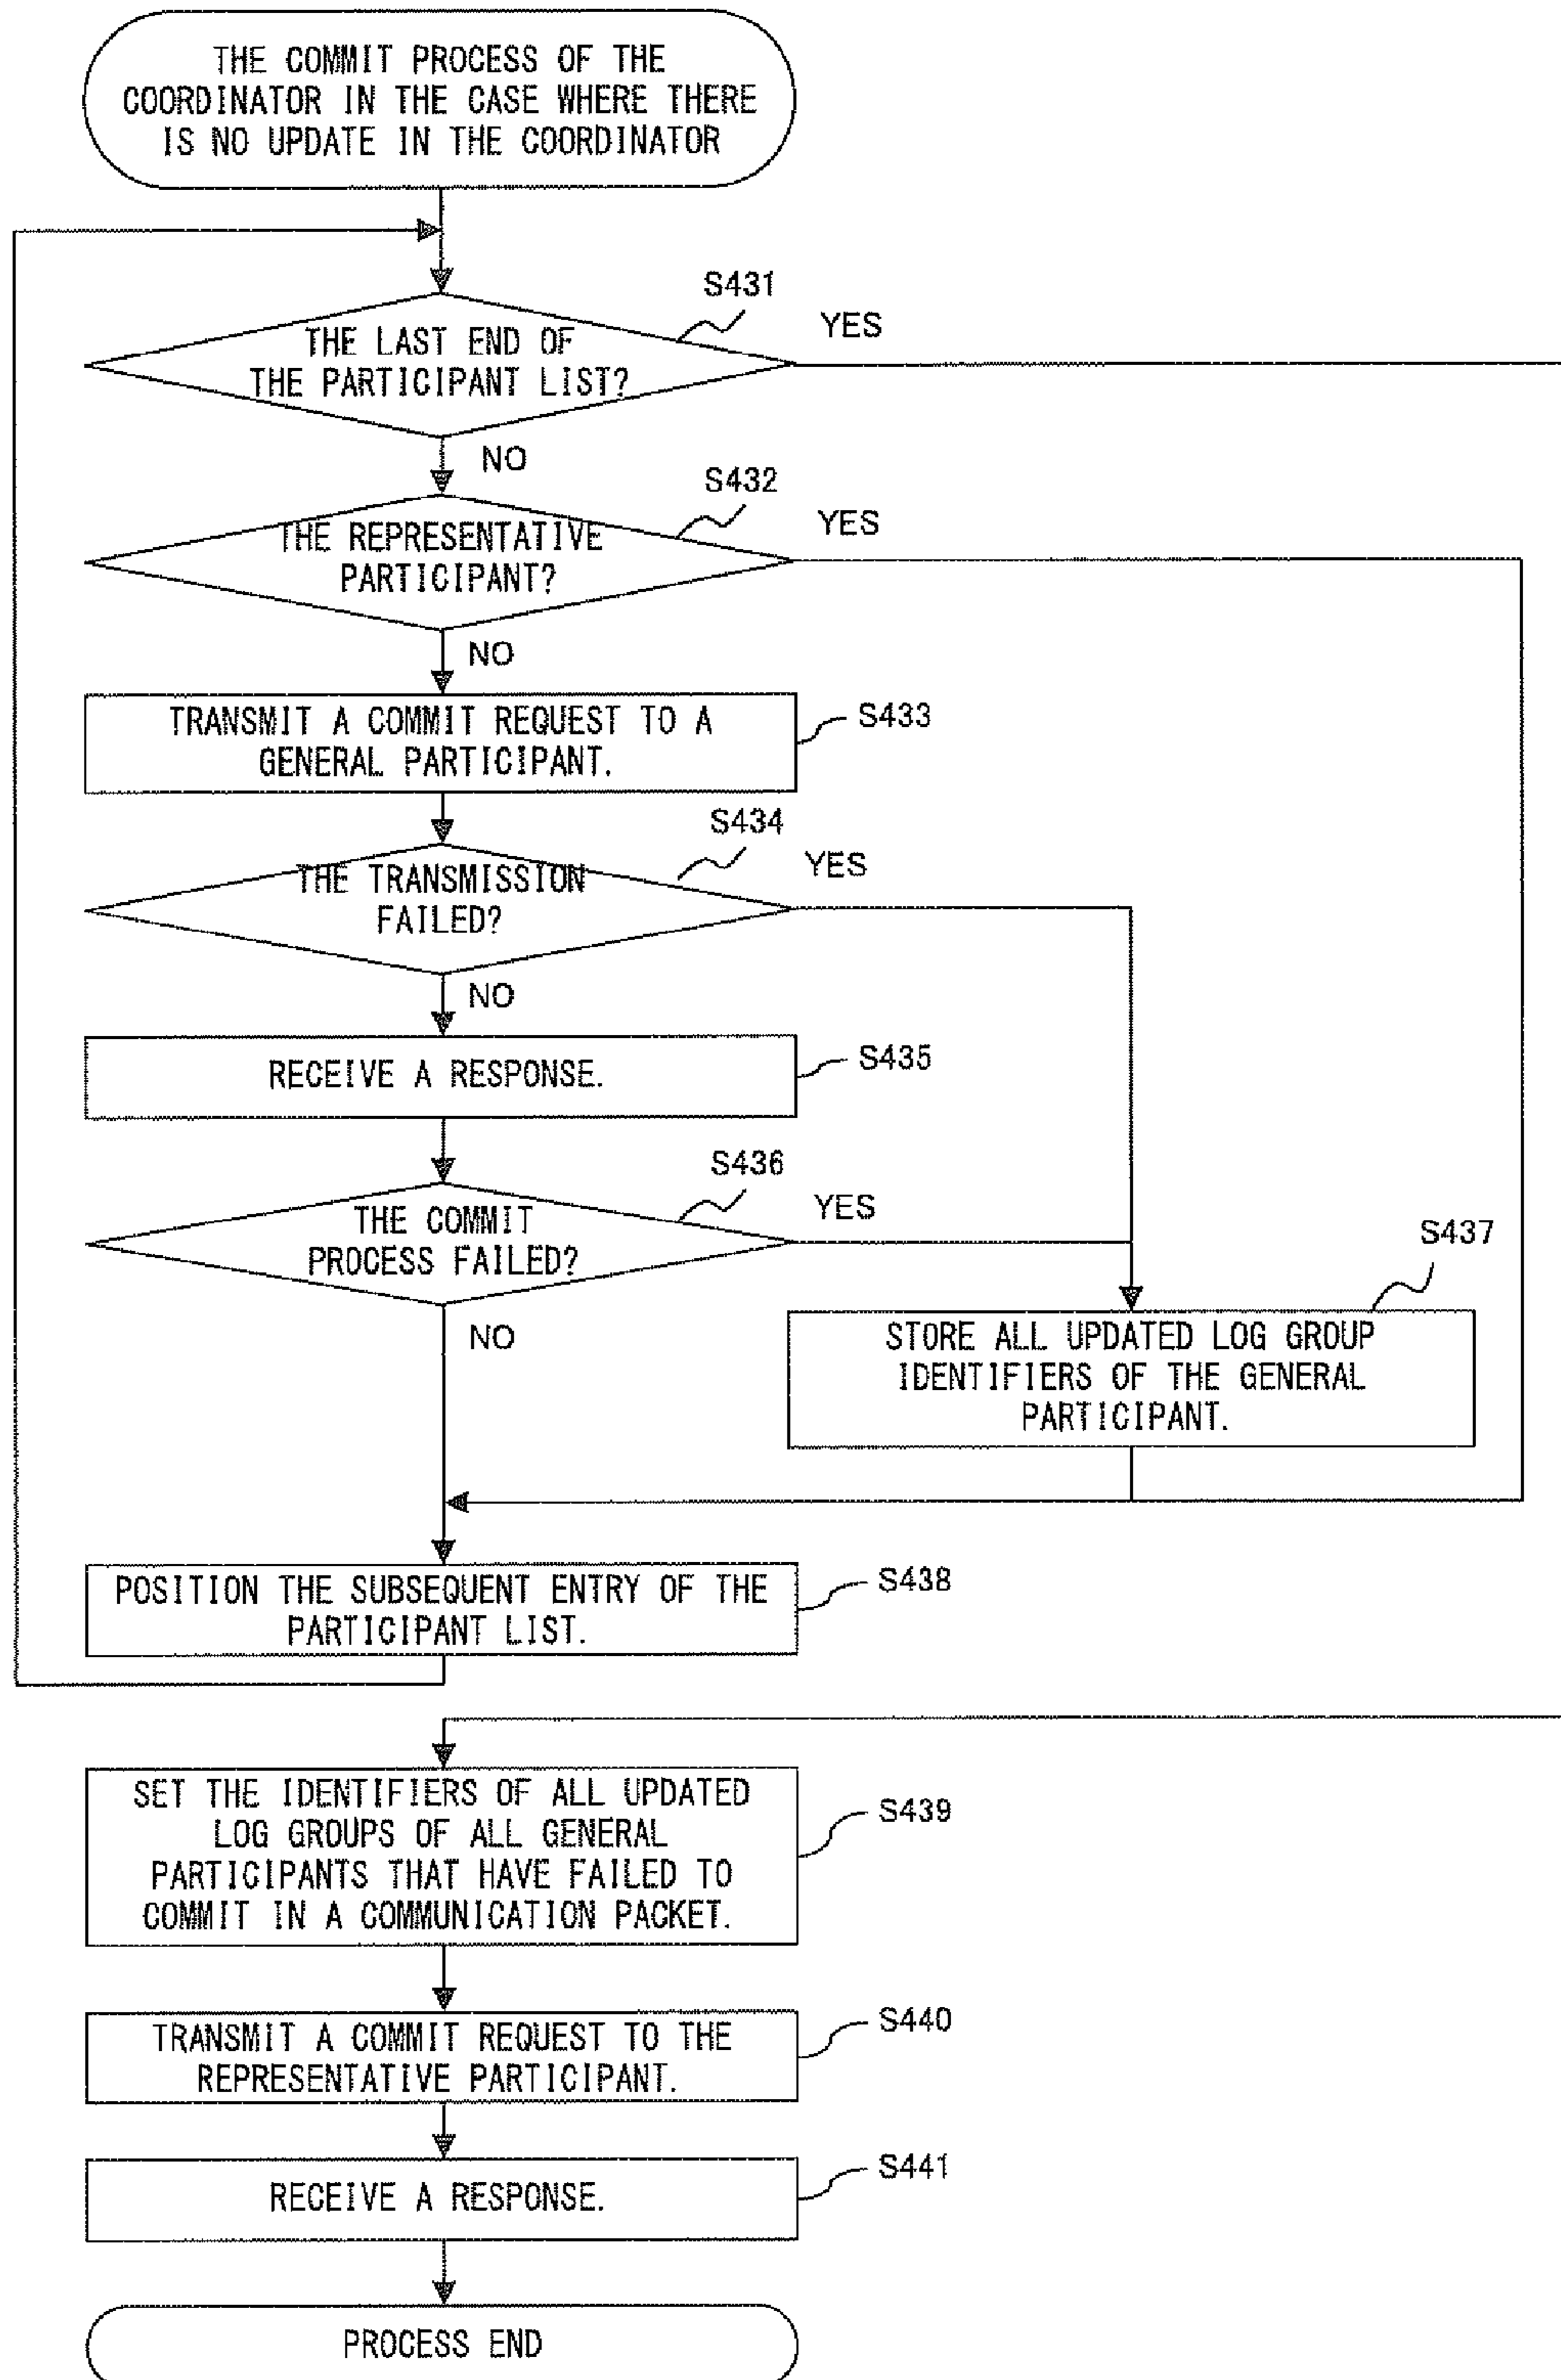 THE COMMIT PROCESS OF THE
COORDINATOR IN THE CASE WHERE THERE
IS NO UPDATE IN THE COORDINATOR
S431
YES
THE LAST END OF
THE PARTICIPANT LIST?
NO
S432
YES
THE REPRESENTATIVE
PARTICIPANT?
NO
TRANSMIT A COMMIT REQUEST TO A
GENERAL PARTICIPANT.
S433
S434
YES
THE TRANSMISSION
FAILED?
NO
RECEIVE A RESPONSE.
S435
S436
YES
THE COMMIT
PROCESS FAILED?
NO
S437
STORE ALL UPDATED LOG GROUP
IDENTIFIERS OF THE GENERAL
PARTICIPANT.
POSITION THE SUBSEQUENT ENTRY OF THE
PARTICIPANT LIST.
S438
SET THE IDENTIFIERS OF ALL UPDATED
LOG GROUPS OF ALL GENERAL
PARTICIPANTS THAT HAVE FAILED TO
COMMIT IN A COMMUNICATION PACKET.
S439
TRANSMIT A COMMIT REQUEST TO THE
REPRESENTATIVE PARTICIPANT.
S440
RECEIVE A RESPONSE.
S441
PROCESS END